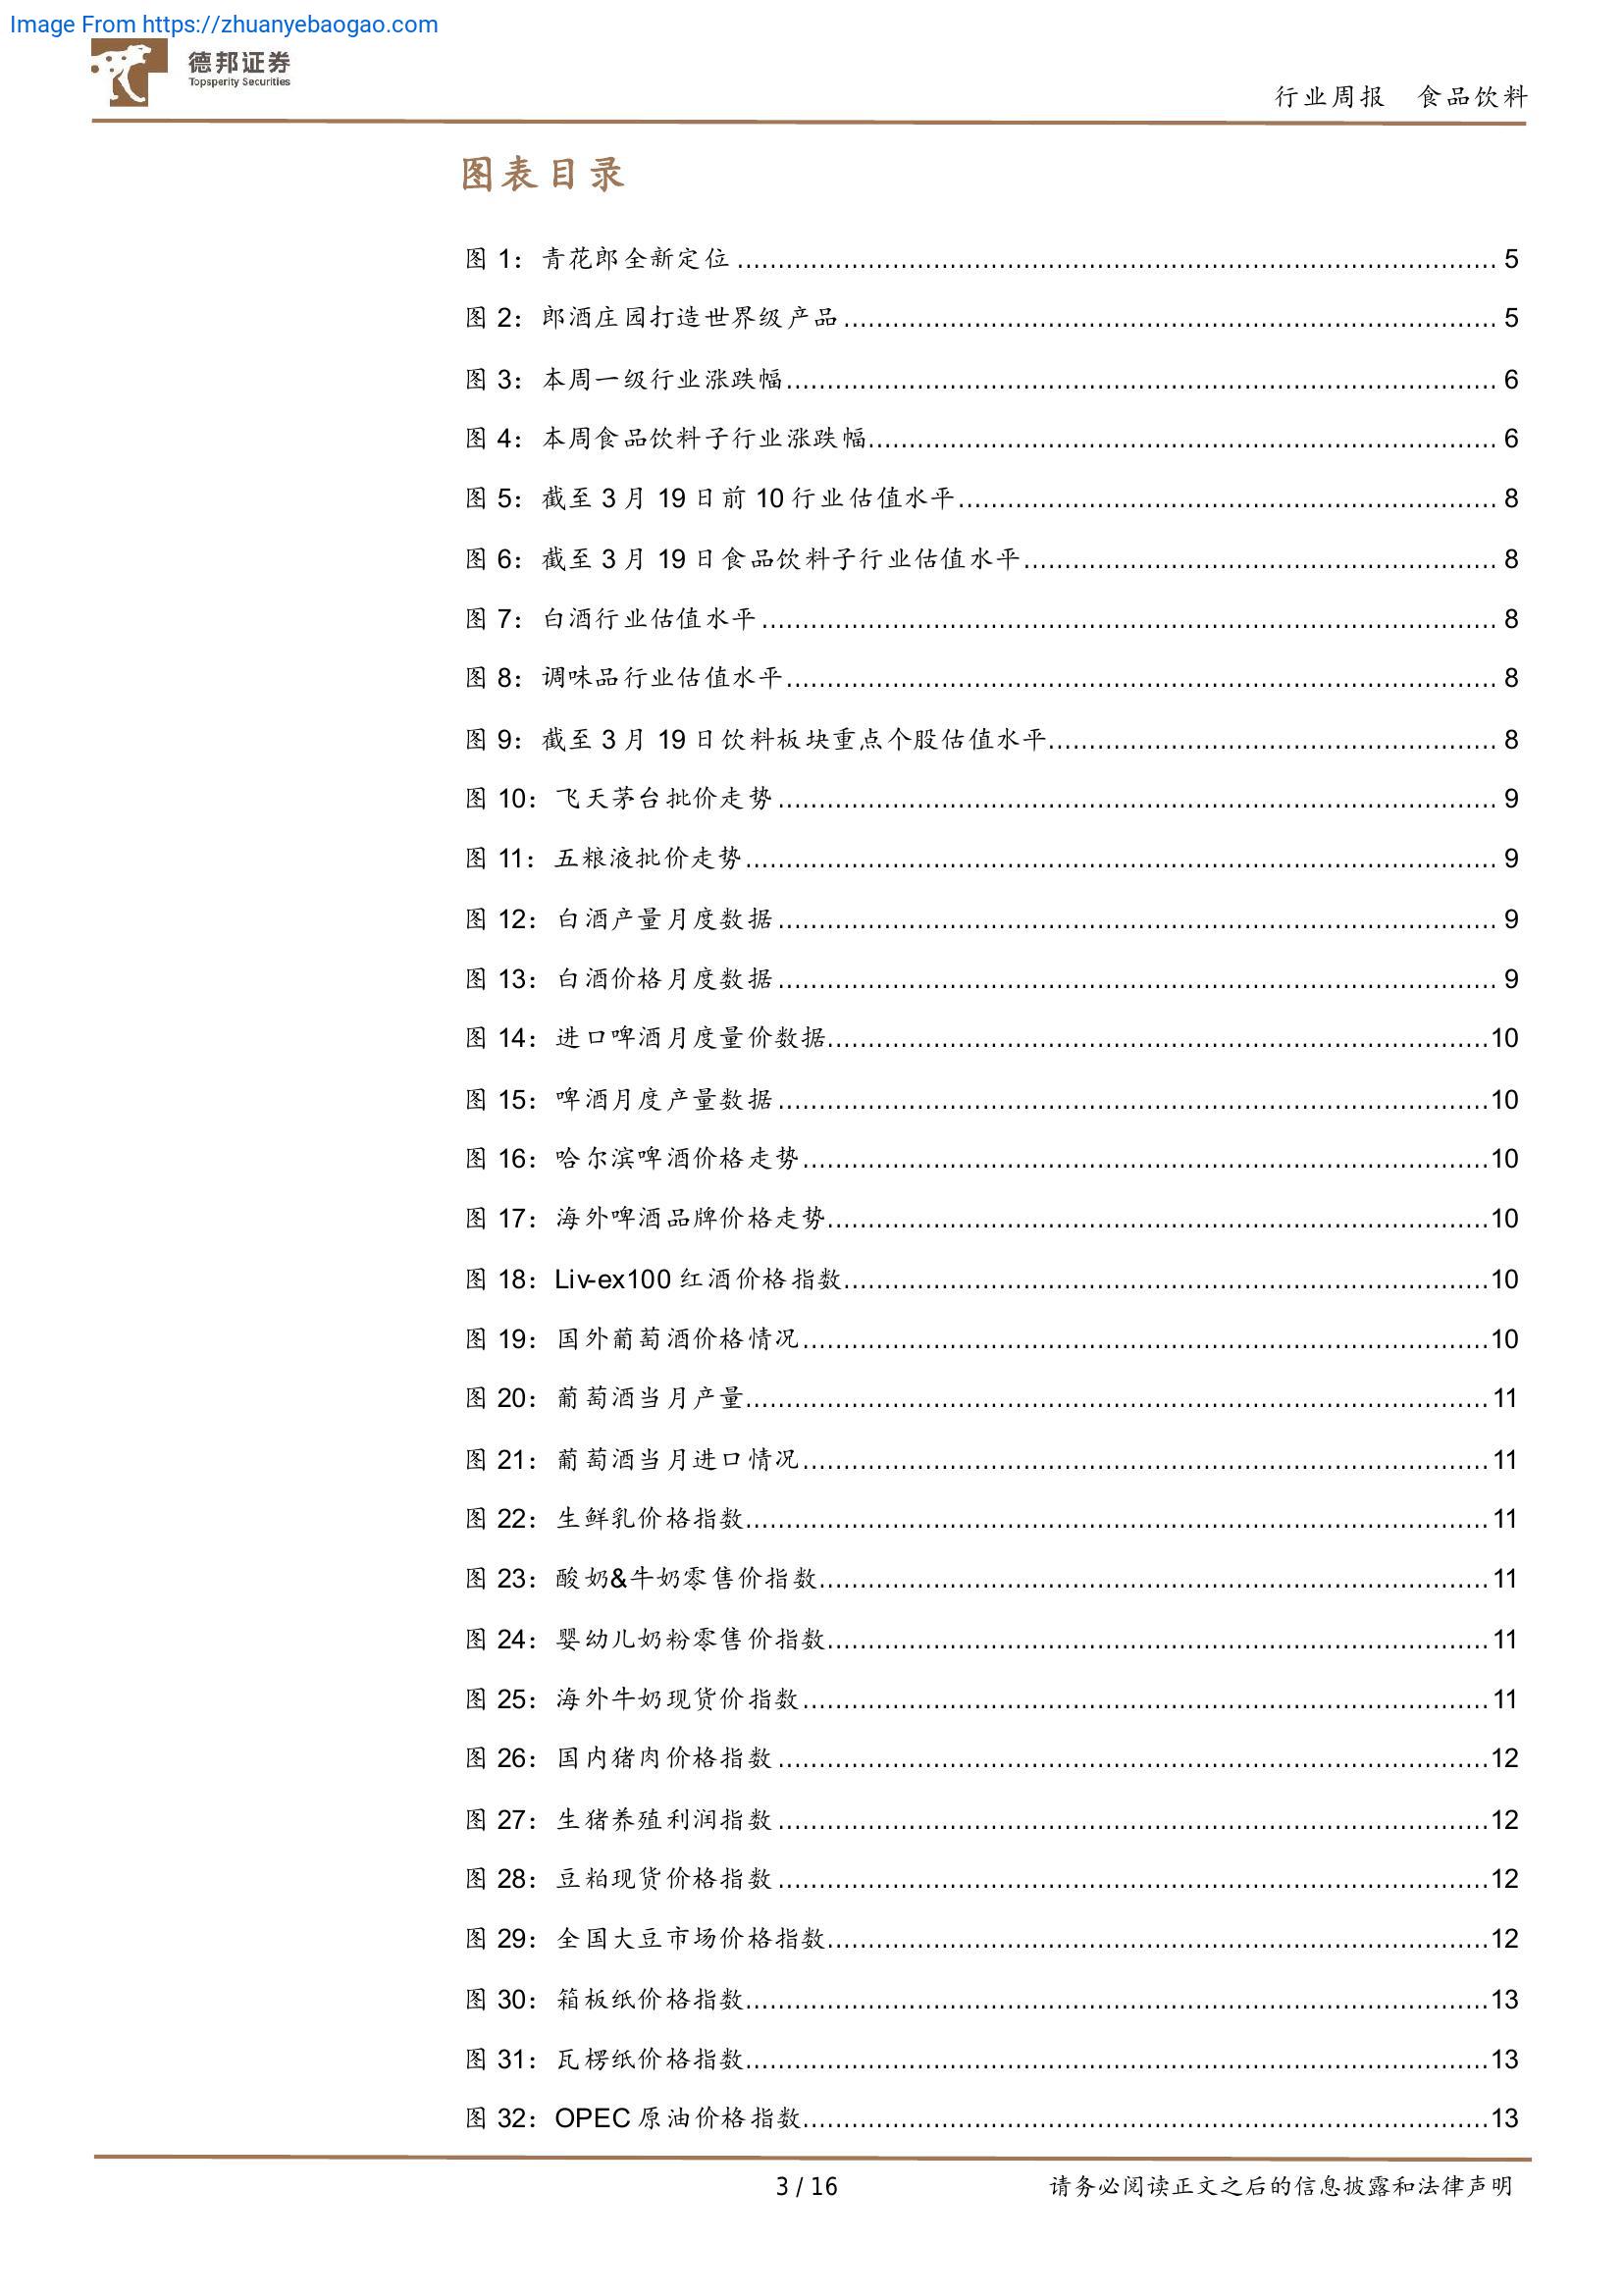 Image From https://zhuanyebaogao.com
德邦证券
Topsperity Securities
行业周报 食品饮料
图表目录
图 1：青花郎全新定位 5
图 2：郎酒庄园打造世界级产品 5
图 3：本周一级行业涨跌幅 6
图 4：本周食品饮料子行业涨跌幅 6
图 5：截至 3 月 19 日前 10 行业估值水平 8
图 6：截至 3 月 19 日食品饮料子行业估值水平 8
图 7：白酒行业估值水平 8
图 8：调味品行业估值水平 8
图 9：截至 3 月 19 日饮料板块重点个股估值水平 8
图 10：飞天茅台批价走势 9
图 11：五粮液批价走势 9
图 12：白酒产量月度数据 9
图 13：白酒价格月度数据 9
图 14：进口啤酒月度量价数据 10
图 15：啤酒月度产量数据 10
图 16：哈尔滨啤酒价格走势 10
图 17：海外啤酒品牌价格走势 10
图 18：Liv-ex100 红酒价格指数 10
图 19：国外葡萄酒价格情况 10
图 20：葡萄酒当月产量 11
图 21：葡萄酒当月进口情况 11
图 22：生鲜乳价格指数 11
图 23：酸奶&牛奶零售价指数 11
图 24：婴幼儿奶粉零售价指数 11
图 25：海外牛奶现货价指数 11
图 26：国内猪肉价格指数 12
图 27：生猪养殖利润指数 12
图 28：豆粕现货价格指数 12
图 29：全国大豆市场价格指数 12
图 30：箱板纸价格指数 13
图 31：瓦楞纸价格指数 13
图 32：OPEC 原油价格指数 13
3 / 16 请务必阅读正文之后的信息披露和法律声明